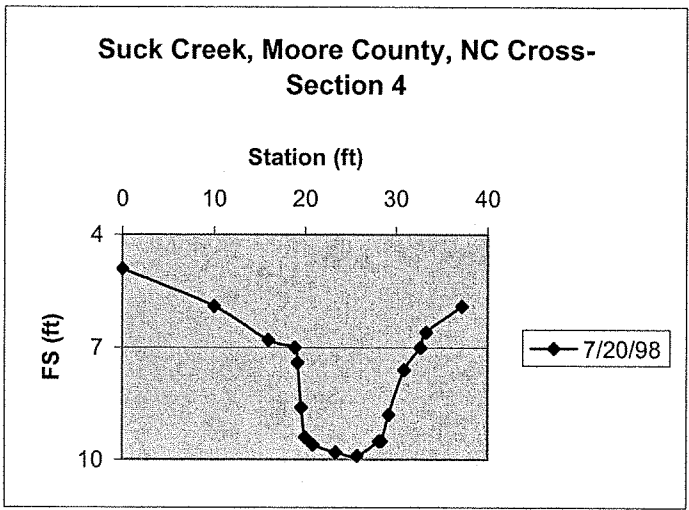 Suck Creek, Moore County, NC Cross-
Section 4
Station (ft)
0 10 20 30 40
4
7
10
FS (ft)
7/20/98